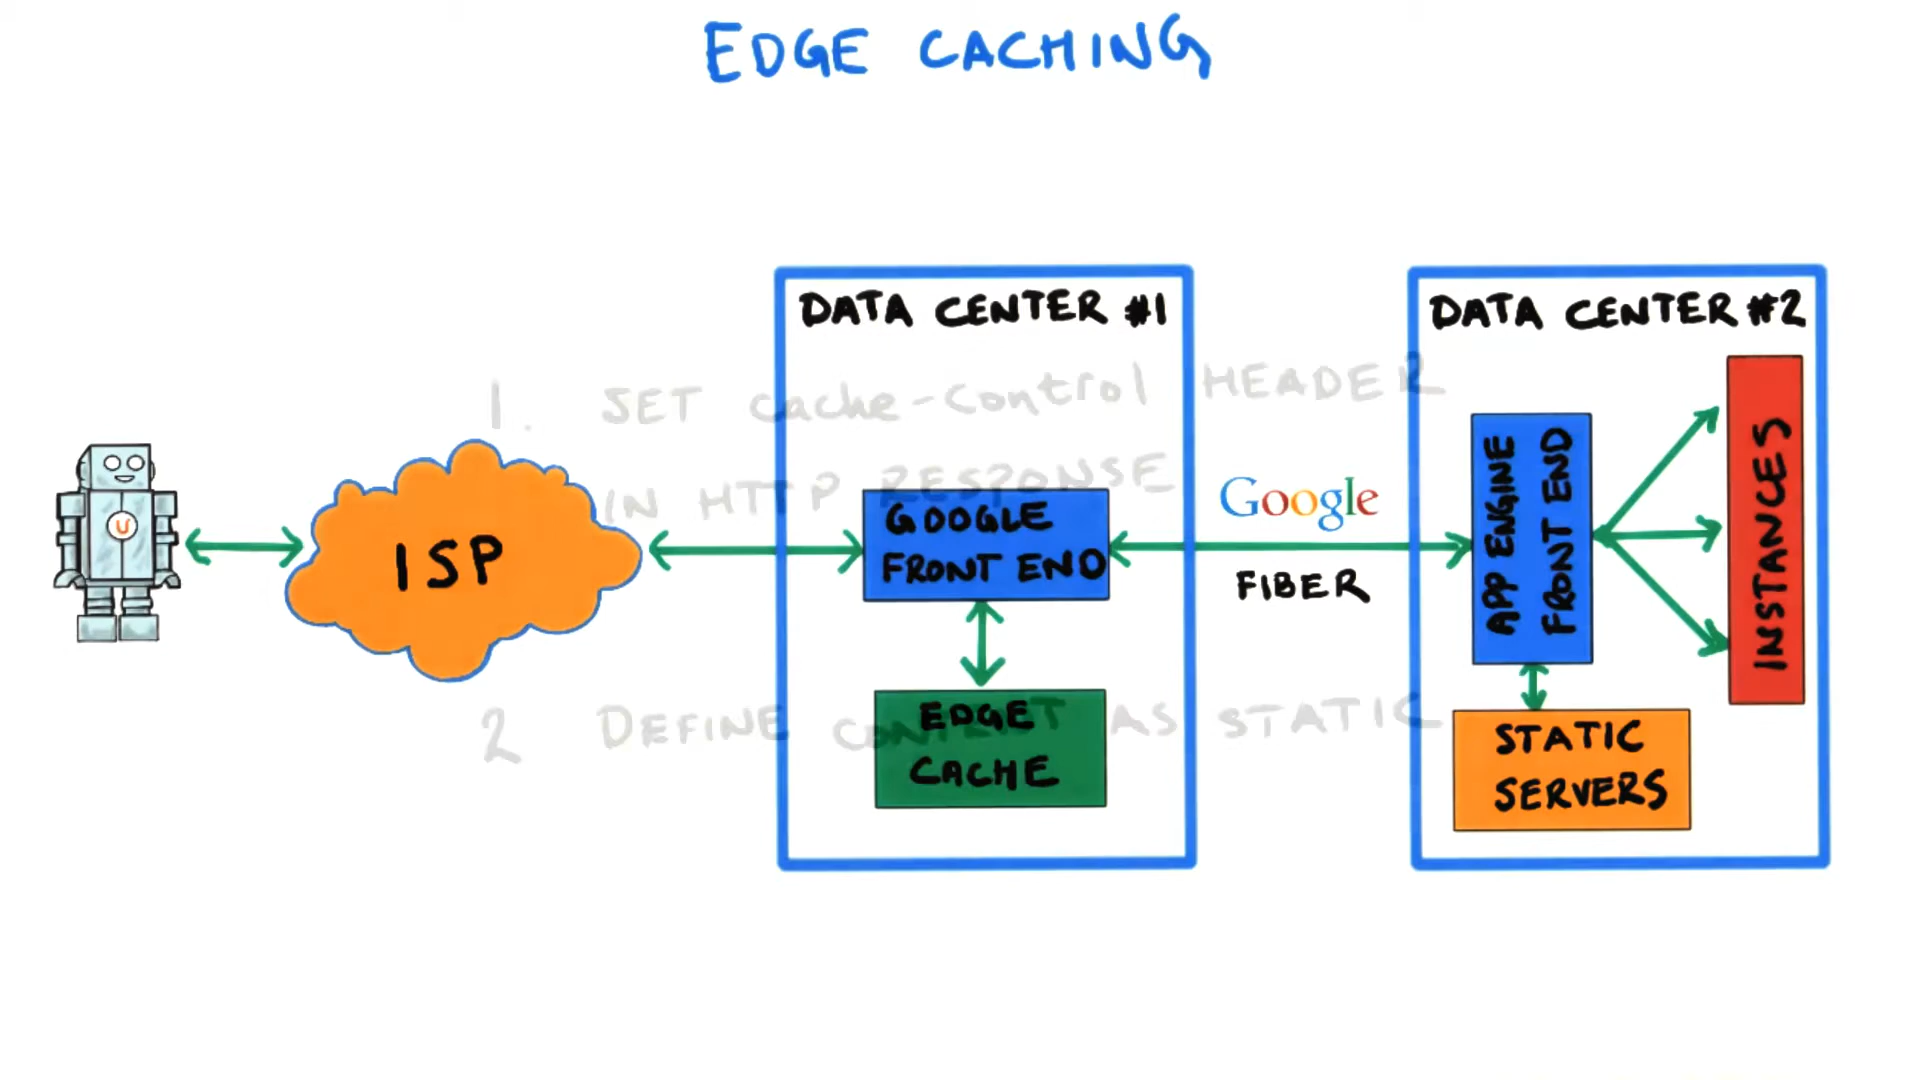 EDGE CACHING
DATA CENTER #1
DATA CENTER #2
1. SET cache-control HEADER
IN HTTP RESPONSE
U
ISP
GOOGLE
FRONT END
Google
FIBER
APP ENGINE
FRONT END
INSTANCES
2 DEFINE CONTENT AS STATIC
EDGE
CACHE
STATIC
SERVERS